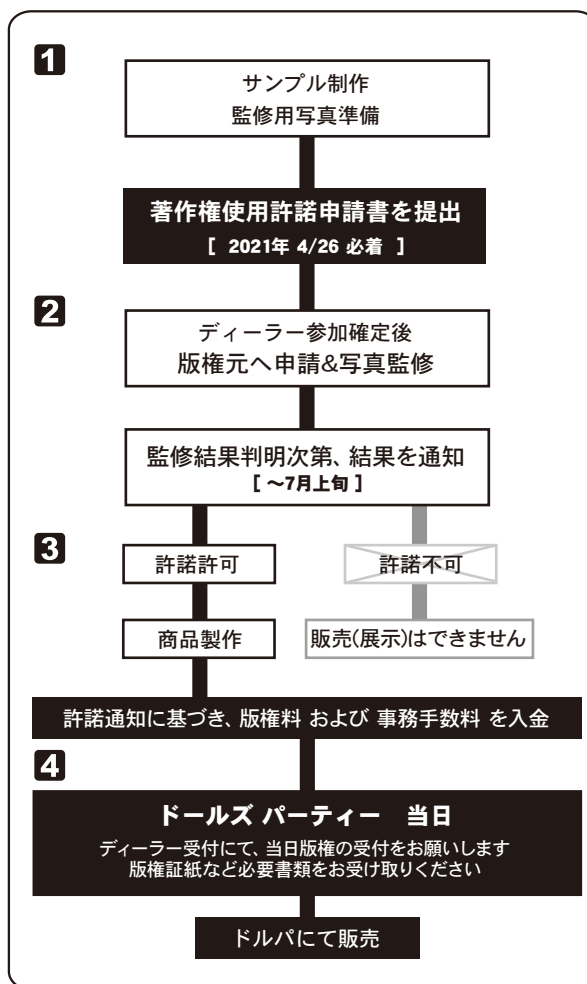 1
サンプル制作
監修用写真準備
著作権使用許諾申請書を提出
[ 2021年 4/26 必着 ]
2
ディーラー参加確定後
版権元へ申請&写真監修
監修結果判明次第、結果を通知
[ ～7月上旬 ]
3
許諾許可
許諾不可
商品製作
販売(展示)はできません
許諾通知に基づき、版権料 および 事務手数料 を入金
4
ドールズ パーティー 当日
ディーラー受付にて、当日版権の受付をお願いします
版権証紙など必要書類をお受け取りください
ドルパにて販売